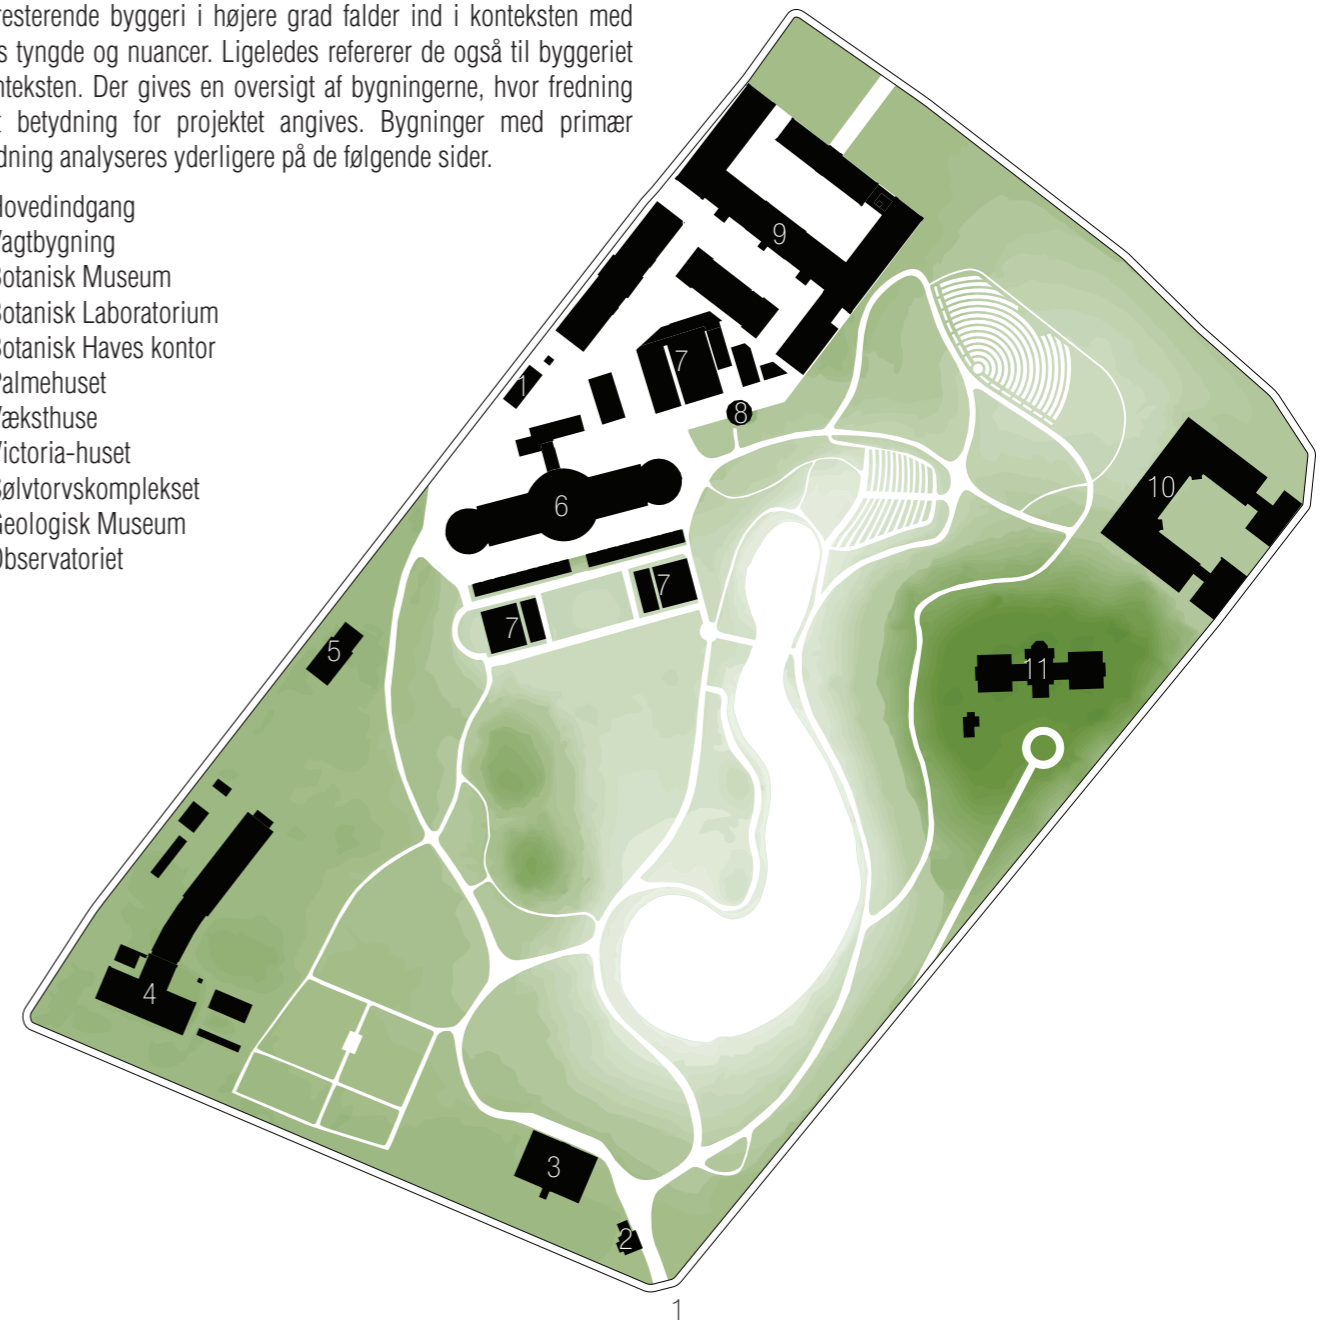 resterende byggeri i højere grad falder ind i konteksten med
s tyngde og nuancer. Ligeledes refererer de også til byggeriet
nteksten. Der gives en oversigt af bygningerne, hvor fredning
t betydning for projektet angives. Bygninger med primær
dning analyseres yderligere på de følgende sider.
Hovedindgang
Vagtbygning
Botanisk Museum
Botanisk Laboratorium
Botanisk Haves kontor
Palmehuset
Væksthuse
Victoria-huset
Sølvtorvskomplekset
Geologisk Museum
Observatoriet
9
7
1
8
10
6
7
7
5
11
4
3
2
1